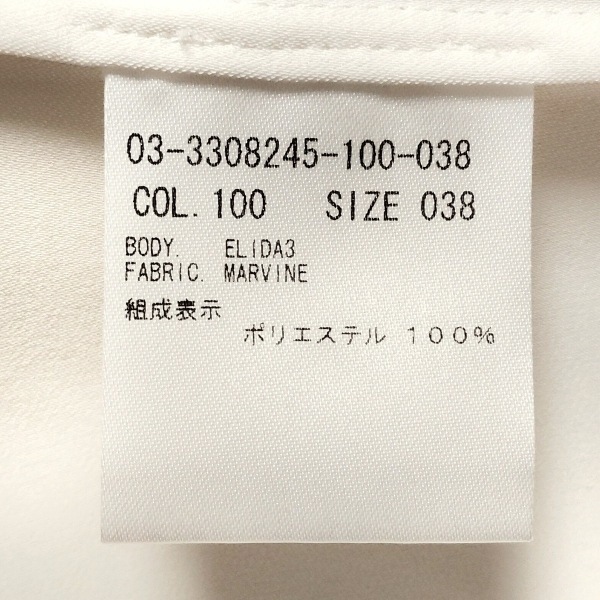 03-3308245-100-038
COL. 100 SIZE 038
BODY. ELIDA3
FABRIC. MARVINE
組成表示
ポリエステル 100%